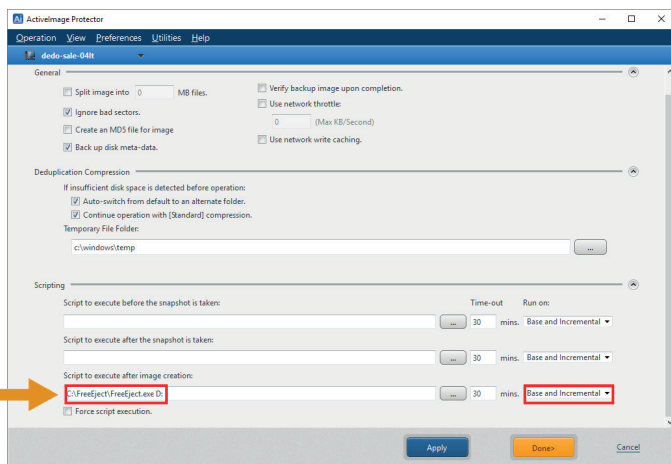 Ai ActiveImage Protector
Operation View Preferences Utilities Help
dedo-sale-04tt
General
Split image into 0 MB files.
Verify backup image upon completion.
Ignore bad sectors.
Use network throttle:
0 (Max KB/Second)
Create an MD5 file for image
Use network write caching.
Back up disk meta-data.
Deduplication Compression
If insufficient disk space is detected before operation:
Auto-switch from default to an alternate folder.
Continue operation with [Standard] compression.
Temporary File Folder:
c:\windows\temp ...
Scripting
Script to execute before the snapshot is taken: Time-out Run on:
... 30 mins. Base and Incremental
Script to execute after the snapshot is taken:
... 30 mins. Base and Incremental
Script to execute after image creation:
C:\FreeEject\FreeEject.exe D: ... 30 mins. Base and Incremental
Force script execution.
Apply Done> Cancel